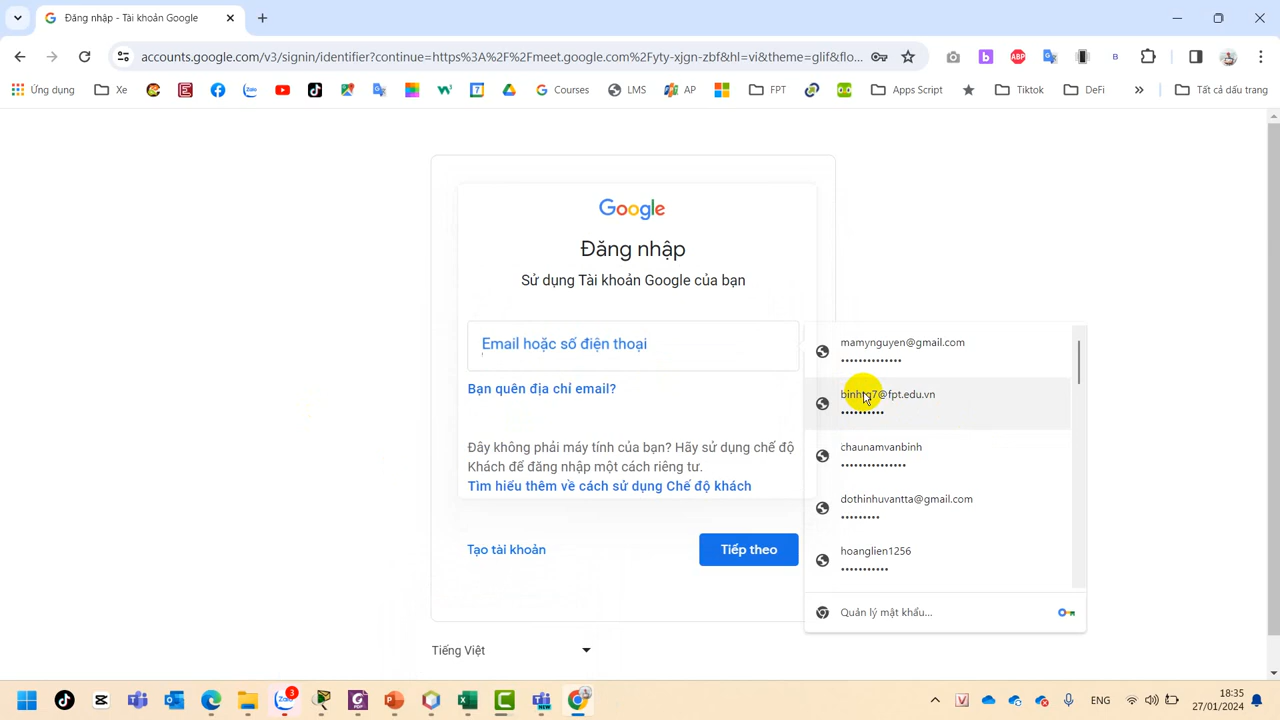 Đăng nhập - Tài khoản Google
accounts.google.com/v3/signin/identifier?continue=https%3A%2F%2Fmeet.google.com%2Fyty-xjgn-zbf&hl=vi&theme=glif&flo...
Ứng dụng
Xe
Courses
LMS
AP
FPT
Apps Script
Tiktok
DeFi
Tất cả dấu trang
Google
Đăng nhập
Sử dụng Tài khoản Google của bạn
Email hoặc số điện thoại
Bạn quên địa chỉ email?
Đây không phải máy tính của bạn? Hãy sử dụng chế độ
Khách để đăng nhập một cách riêng tư.
Tìm hiểu thêm về cách sử dụng Chế độ khách
Tạo tài khoản
Tiếp theo
mamynguyen@gmail.com
••••••••••••••
binhtq7@fpt.edu.vn
••••••••••
chaunamvanbinh
•••••••••••••••
dothinhuvantta@gmail.com
•••••••••
hoanglien1256
•••••••••••
Quản lý mật khẩu...
Tiếng Việt
3
ENG
18:35
27/01/2024